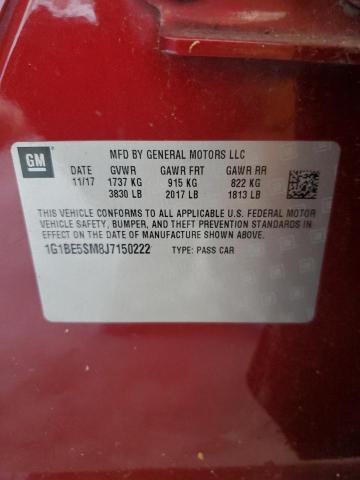 GM
MFD BY GENERAL MOTORS LLC
DATE GVWR GAWR FRT GAWR RR
11/17 1737 KG 915 KG 822 KG
3830 LB 2017 LB 1813 LB
THIS VEHICLE CONFORMS TO ALL APPLICABLE U.S. FEDERAL MOTOR
VEHICLE SAFETY, BUMPER, AND THEFT PREVENTION STANDARDS
IN EFFECT ON THE DATE OF MANUFACTURE SHOWN ABOVE.
1G1BE5SM8J7150222 TYPE: PASS CAR